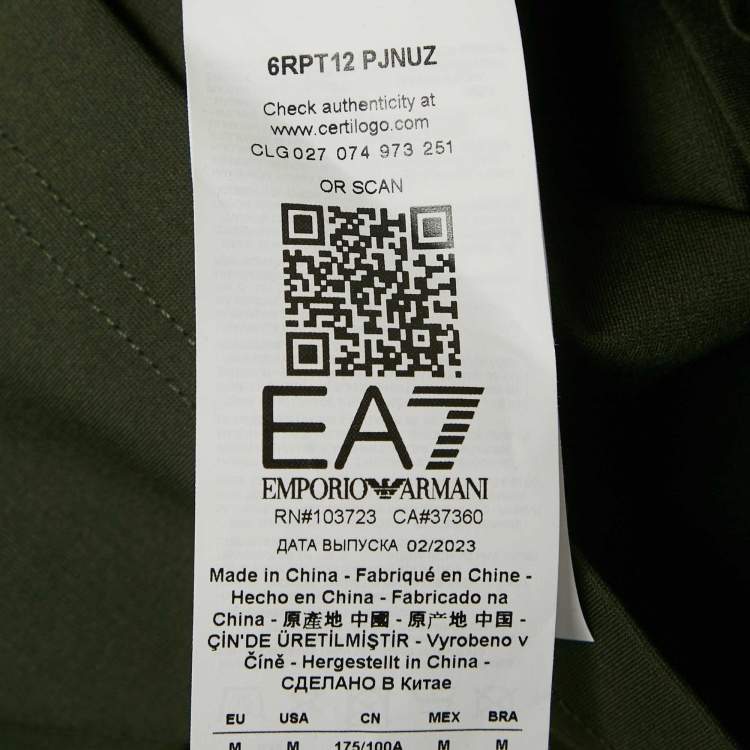 6RPT12 PJNUZ
Check authenticity at
www.certilogo.com
CLG 027 074 973 251
OR SCAN
EA7
EMPORIO ARMANI
RN#103723 CA#37360
ДАТА ВЫПУСКА 02/2023
Made in China - Fabriqué en Chine -
Hecho en China - Fabricado na
China - 原產地 中國 - 原产地 中国 -
ÇİN'DE ÜRETİLMİŞTİR - Vyrobeno v
Číně - Hergestellt in China -
СДЕЛАНО В Китае
EU USA CN MEX BRA
M M 175/100A M M